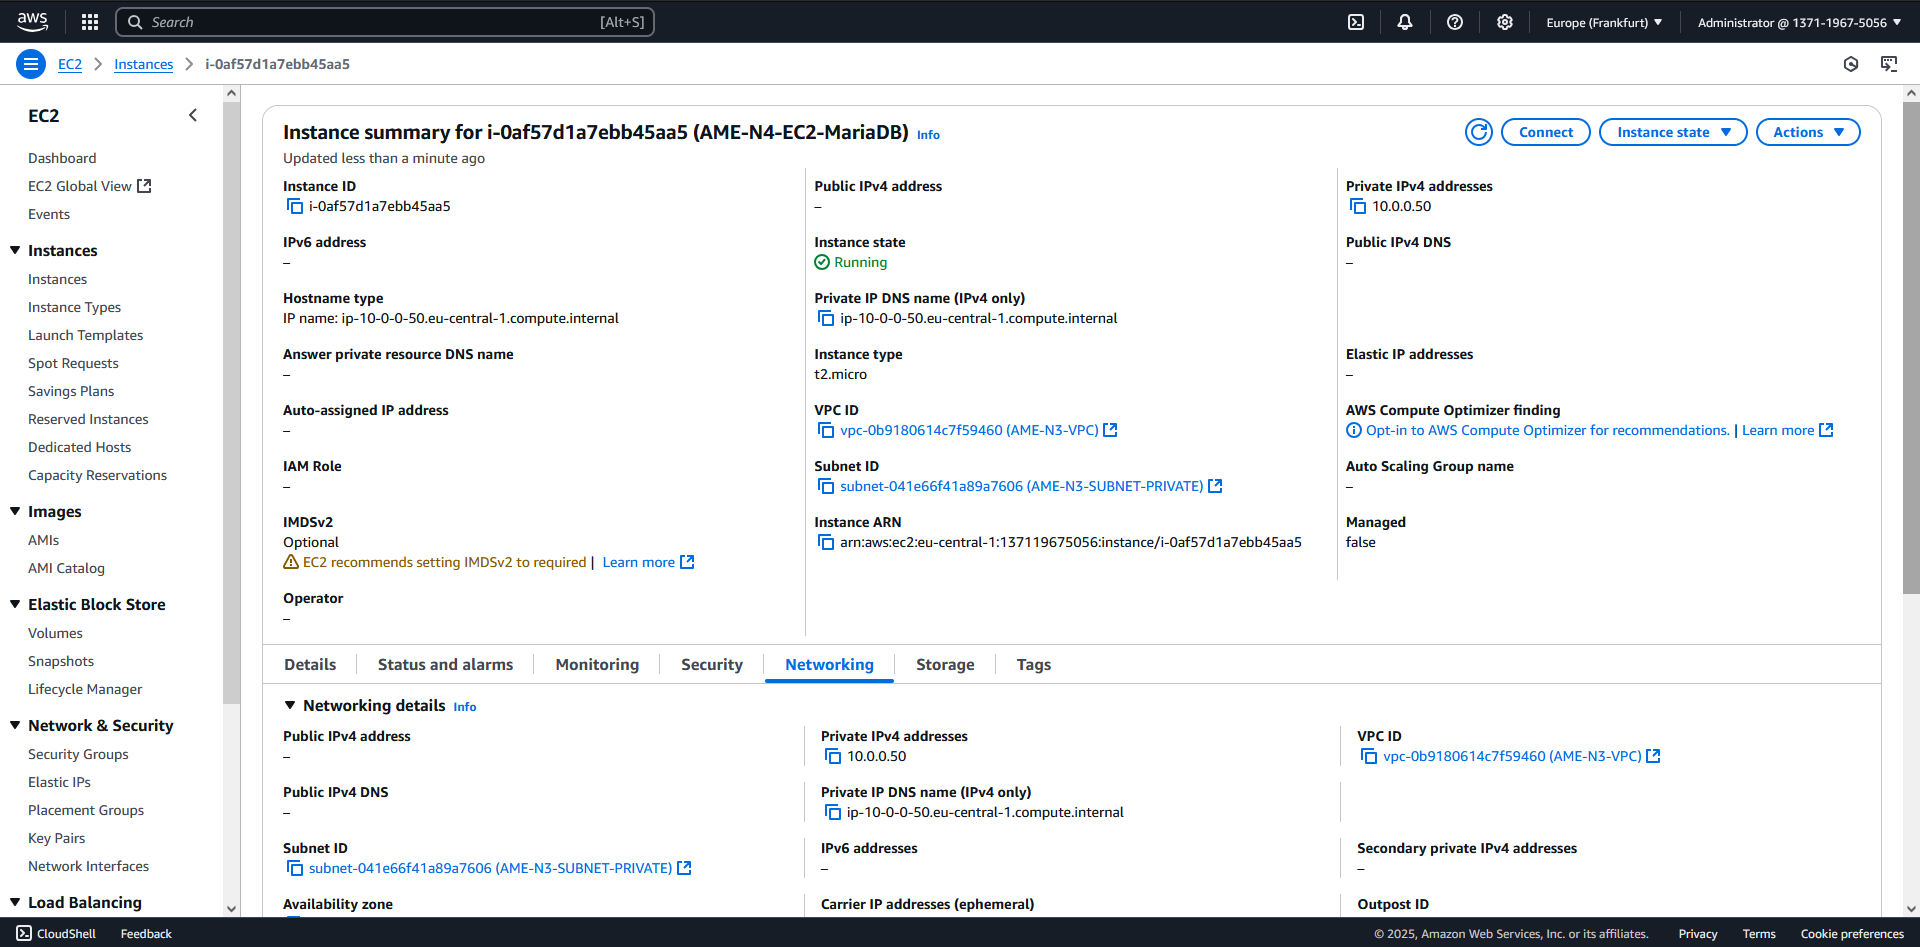 aws
Search [Alt+S]
Europe (Frankfurt)
Administrator @ 1371-1967-5056
EC2
Instances
i-0af57d1a7ebb45aa5
EC2
Dashboard
EC2 Global View
Events
Instances
Instances
Instance Types
Launch Templates
Spot Requests
Savings Plans
Reserved Instances
Dedicated Hosts
Capacity Reservations
Images
AMIs
AMI Catalog
Elastic Block Store
Volumes
Snapshots
Lifecycle Manager
Network & Security
Security Groups
Elastic IPs
Placement Groups
Key Pairs
Network Interfaces
Load Balancing
Instance summary for i-0af57d1a7ebb45aa5 (AME-N4-EC2-MariaDB) Info
Updated less than a minute ago
Connect
Instance state
Actions
Instance ID
i-0af57d1a7ebb45aa5
Public IPv4 address
–
Private IPv4 addresses
10.0.0.50
IPv6 address
–
Instance state
Running
Public IPv4 DNS
–
Hostname type
IP name: ip-10-0-0-50.eu-central-1.compute.internal
Private IP DNS name (IPv4 only)
ip-10-0-0-50.eu-central-1.compute.internal
Answer private resource DNS name
–
Instance type
t2.micro
Elastic IP addresses
–
Auto-assigned IP address
–
VPC ID
vpc-0b9180614c7f59460 (AME-N3-VPC)
AWS Compute Optimizer finding
Opt-in to AWS Compute Optimizer for recommendations. | Learn more
IAM Role
–
Subnet ID
subnet-041e66f41a89a7606 (AME-N3-SUBNET-PRIVATE)
Auto Scaling Group name
–
IMDSv2
Optional
EC2 recommends setting IMDSv2 to required | Learn more
Instance ARN
arn:aws:ec2:eu-central-1:137119675056:instance/i-0af57d1a7ebb45aa5
Managed
false
Operator
–
Details
Status and alarms
Monitoring
Security
Networking
Storage
Tags
Networking details Info
Public IPv4 address
–
Private IPv4 addresses
10.0.0.50
VPC ID
vpc-0b9180614c7f59460 (AME-N3-VPC)
Public IPv4 DNS
–
Private IP DNS name (IPv4 only)
ip-10-0-0-50.eu-central-1.compute.internal
Subnet ID
subnet-041e66f41a89a7606 (AME-N3-SUBNET-PRIVATE)
IPv6 addresses
–
Secondary private IPv4 addresses
–
Availability zone
Carrier IP addresses (ephemeral)
Outpost ID
CloudShell
Feedback
© 2025, Amazon Web Services, Inc. or its affiliates.
Privacy
Terms
Cookie preferences